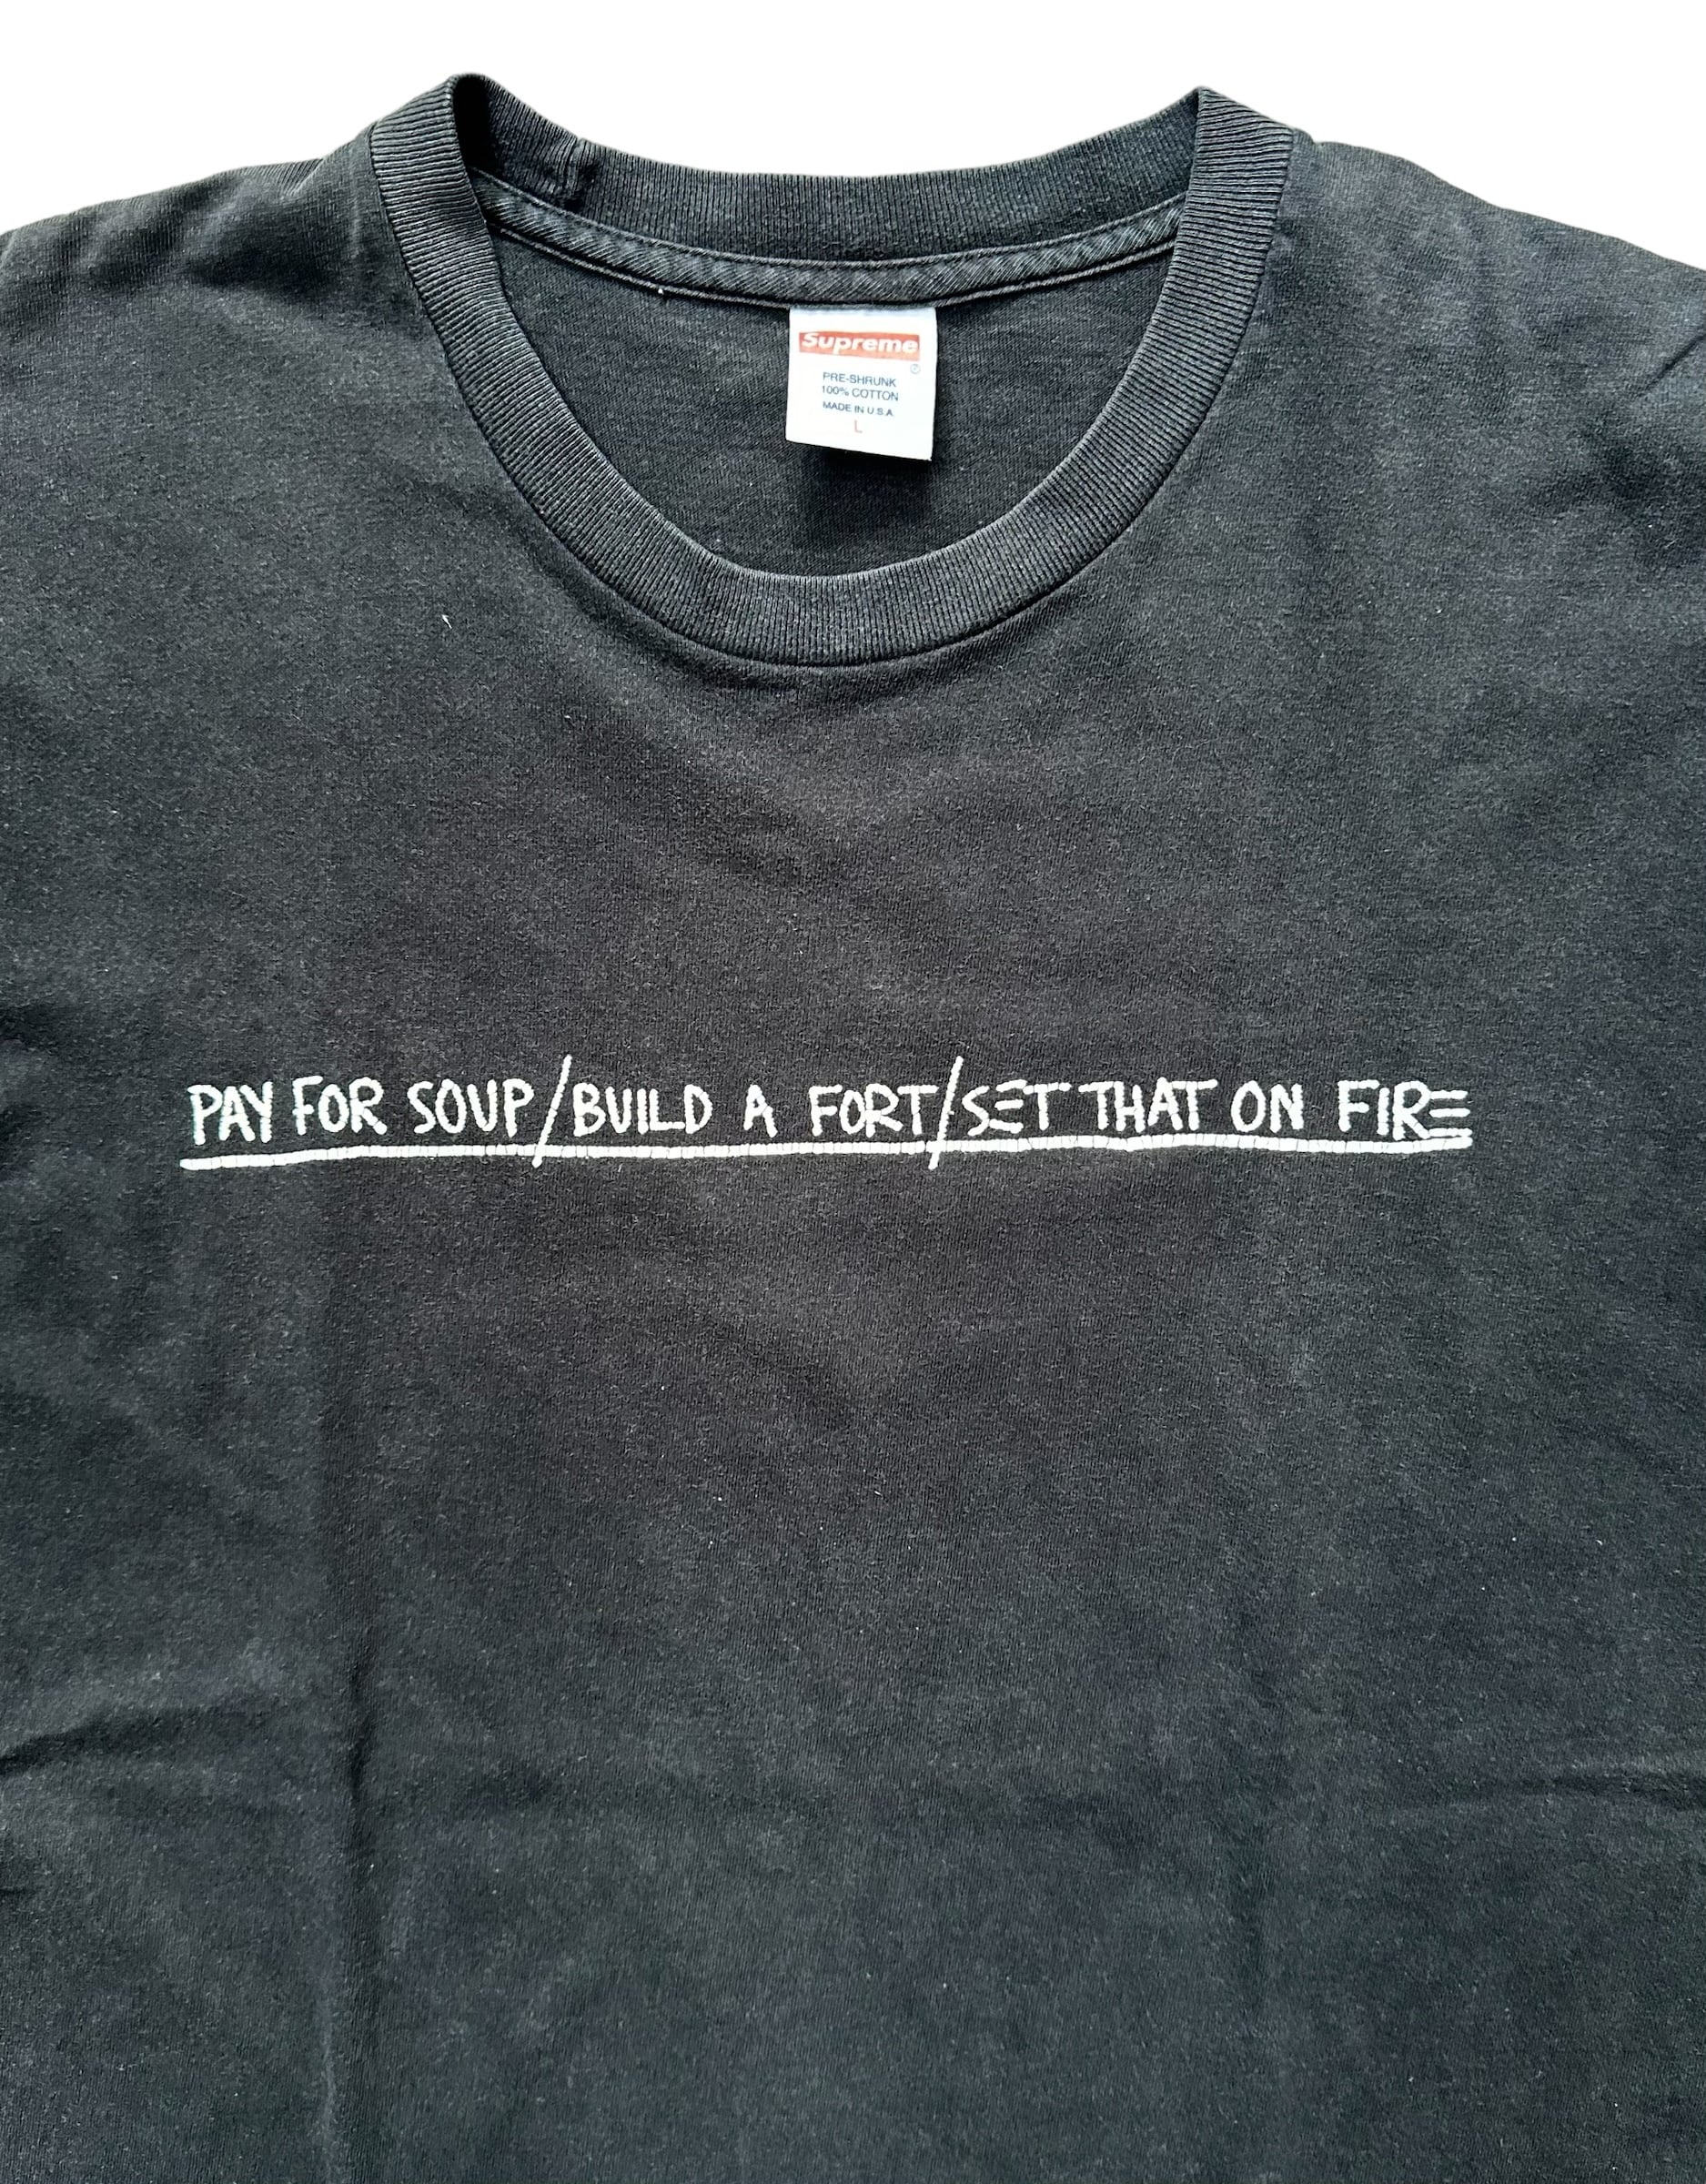 Supreme
®
PRE-SHRUNK
100% COTTON
MADE IN U.S.A.
L
PAY FOR SOUP/BUILD A FORT/SET THAT ON FIRE